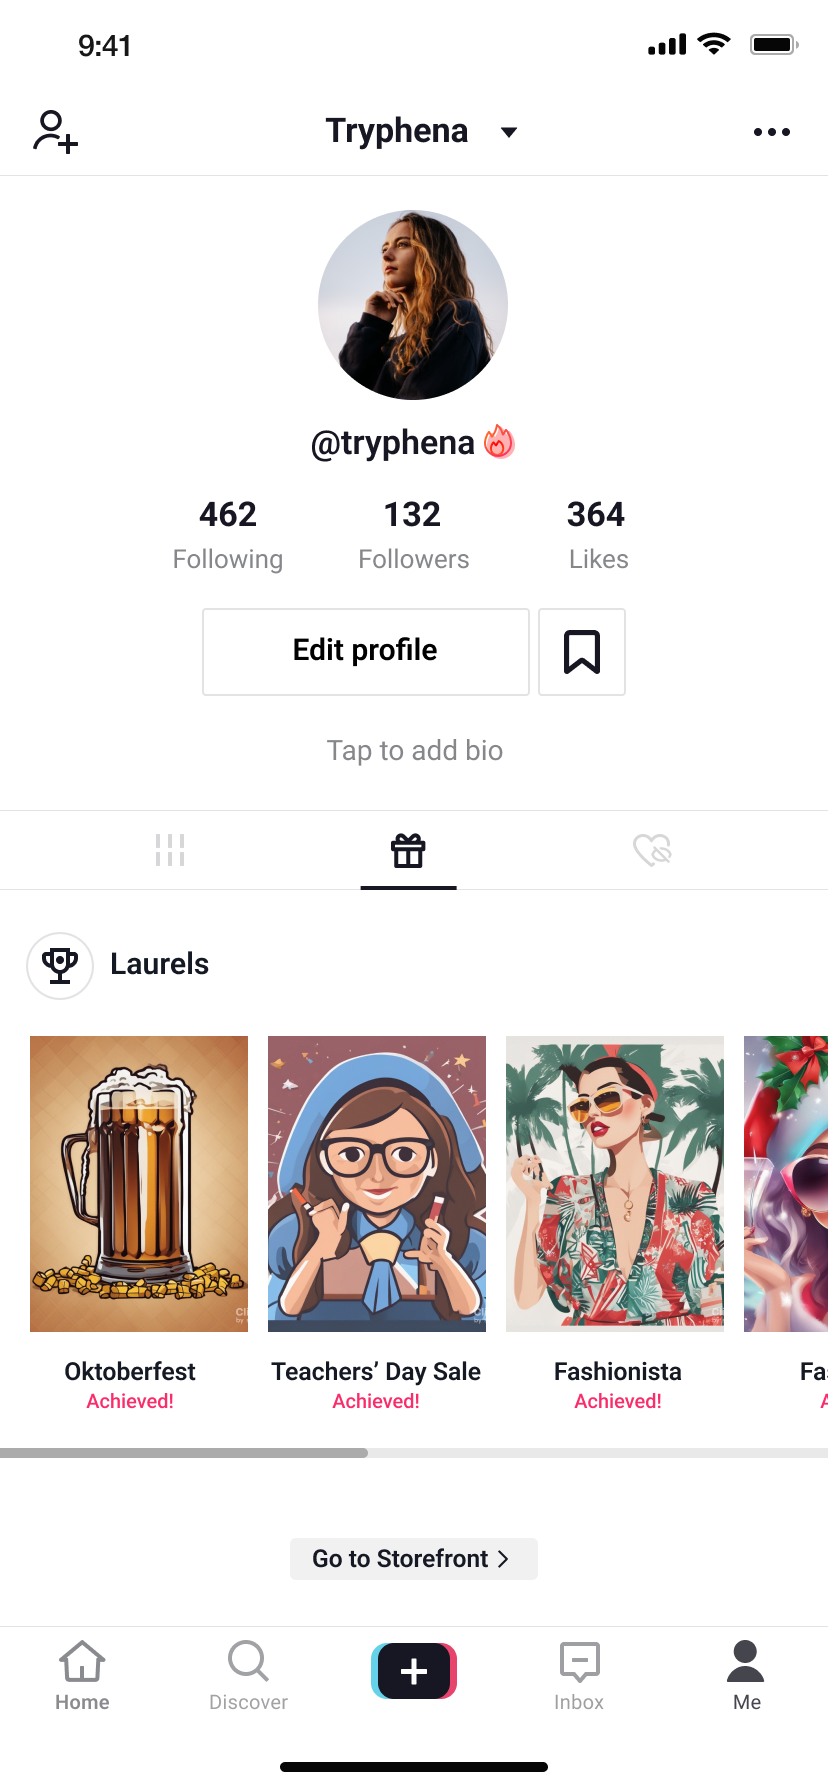 9:41
Tryphena
@tryphena
462 132 364
Following Followers Likes
Edit profile
Tap to add bio
Laurels
Oktoberfest Teachers’ Day Sale Fashionista
Achieved! Achieved! Achieved!
Go to Storefront
Home Discover Inbox Me